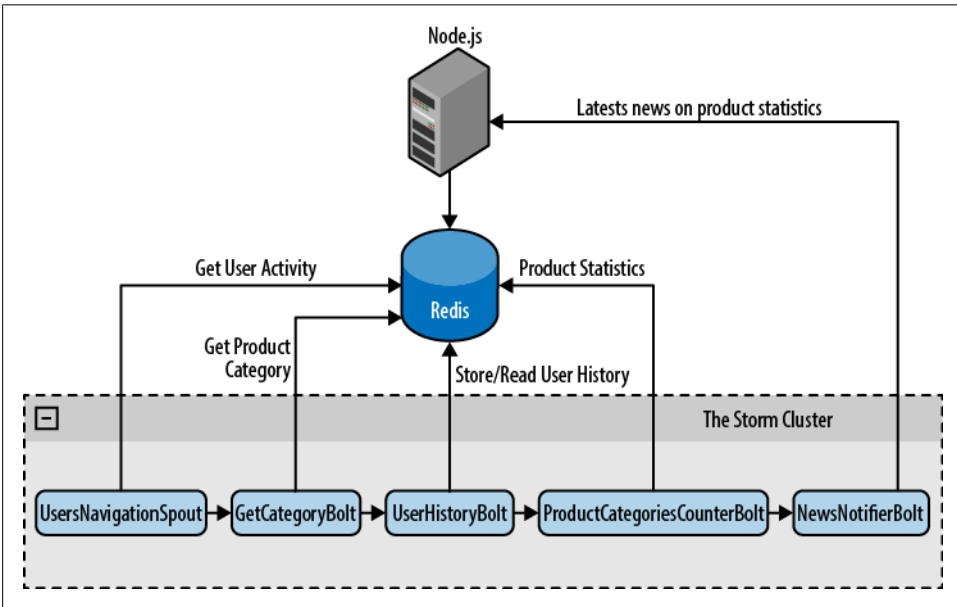 Node.js
Latests news on product statistics
Get User Activity
Product Statistics
Redis
Get Product
Category
Store/Read User History
The Storm Cluster
UsersNavigationSpout
GetCategoryBolt
UserHistoryBolt
ProductCategoriesCounterBolt
NewsNotifierBolt